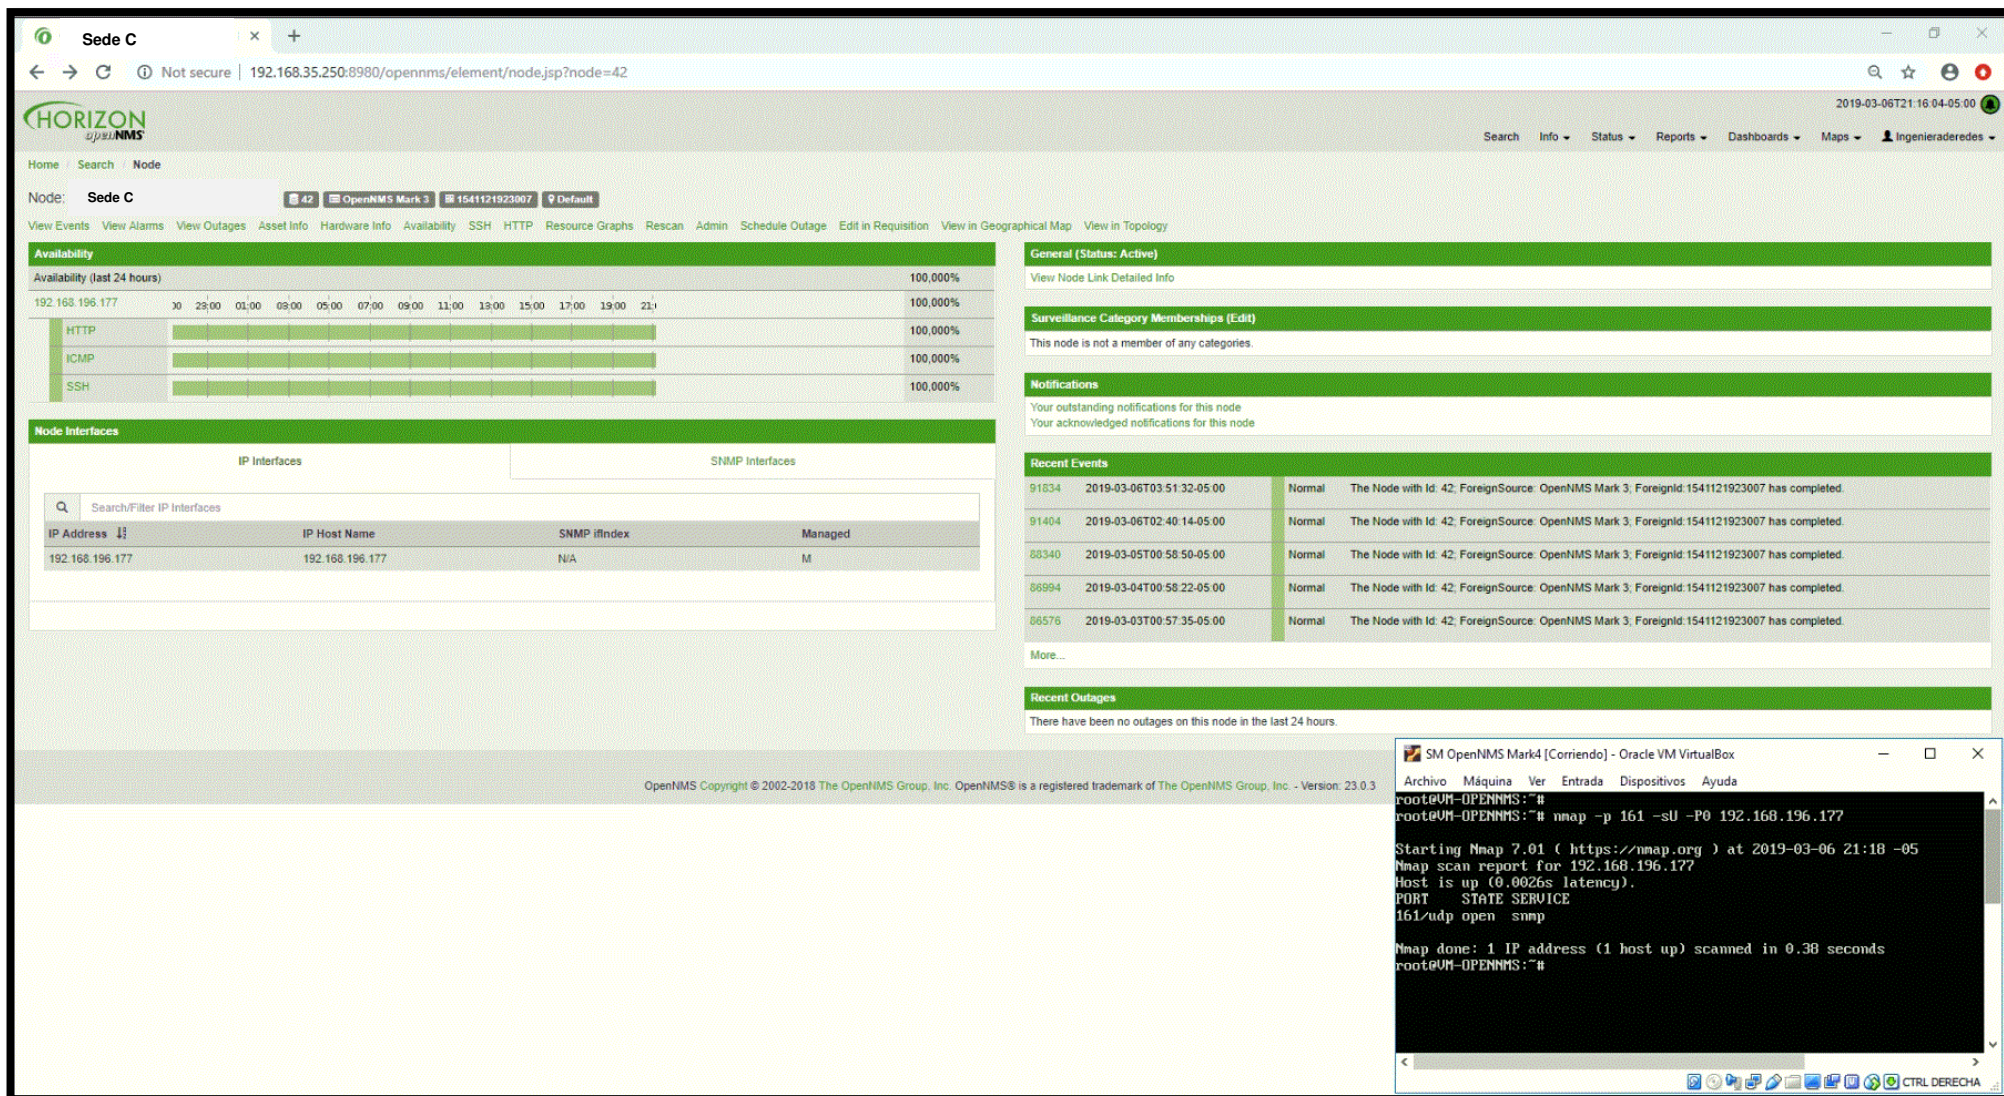 Sede C
Not secure | 192.168.35.250:8980/opennms/element/node.jsp?node=42
2019-03-06T21:16:04-05:00
HORIZON
openNMS
Search Info Status Reports Dashboards Maps Ingenieraderedes
Home / Search / Node
Node: Sede C 42 OpenNMS Mark 3 1541121923007 Default
View Events View Alarms View Outages Asset Info Hardware Info Availability SSH HTTP Resource Graphs Rescan Admin Schedule Outage Edit in Requisition View in Geographical Map View in Topology
Availability
Availability (last 24 hours) 100,000%
192.168.196.177 23:00 01:00 03:00 05:00 07:00 09:00 11:00 13:00 15:00 17:00 19:00 100,000%
HTTP 100,000%
ICMP 100,000%
SSH 100,000%
Node Interfaces
IP Interfaces SNMP Interfaces
Search/Filter IP Interfaces
IP Address IP Host Name SNMP ifIndex Managed
192.168.196.177 192.168.196.177 N/A M
General (Status: Active)
View Node Link Detailed Info
Surveillance Category Memberships (Edit)
This node is not a member of any categories.
Notifications
Your outstanding notifications for this node
Your acknowledged notifications for this node
Recent Events
91834 2019-03-06T03:51:32-05:00 Normal The Node with Id: 42; ForeignSource: OpenNMS Mark 3; ForeignId:1541121923007 has completed.
91404 2019-03-06T02:40:14-05:00 Normal The Node with Id: 42; ForeignSource: OpenNMS Mark 3; ForeignId:1541121923007 has completed.
88340 2019-03-05T00:58:50-05:00 Normal The Node with Id: 42; ForeignSource: OpenNMS Mark 3; ForeignId:1541121923007 has completed.
86994 2019-03-04T00:58:22-05:00 Normal The Node with Id: 42; ForeignSource: OpenNMS Mark 3; ForeignId:1541121923007 has completed.
86576 2019-03-03T00:57:35-05:00 Normal The Node with Id: 42; ForeignSource: OpenNMS Mark 3; ForeignId:1541121923007 has completed.
More...
Recent Outages
There have been no outages on this node in the last 24 hours.
OpenNMS Copyright © 2002-2018 The OpenNMS Group, Inc. OpenNMS® is a registered trademark of The OpenNMS Group, Inc. - Version: 23.0.3
SM OpenNMS Mark4 [Corriendo] - Oracle VM VirtualBox
Archivo Máquina Ver Entrada Dispositivos Ayuda
root@VM-OPENNMS:~#
root@VM-OPENNMS:~# nmap -p 161 -sU -P0 192.168.196.177
Starting Nmap 7.01 ( https://nmap.org ) at 2019-03-06 21:18 -05
Nmap scan report for 192.168.196.177
Host is up (0.0026s latency).
PORT STATE SERVICE
161/udp open snmp
Nmap done: 1 IP address (1 host up) scanned in 0.38 seconds
root@VM-OPENNMS:~#
CTRL DERECHA